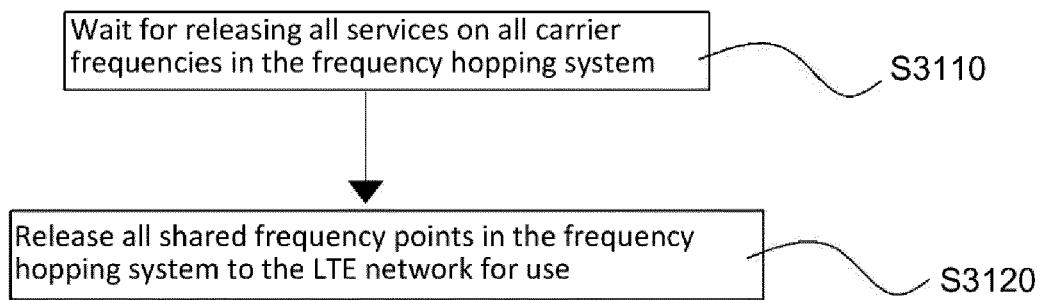 Wait for releasing all services on all carrier
frequencies in the frequency hopping system
S3110
Release all shared frequency points in the frequency
hopping system to the LTE network for use
S3120